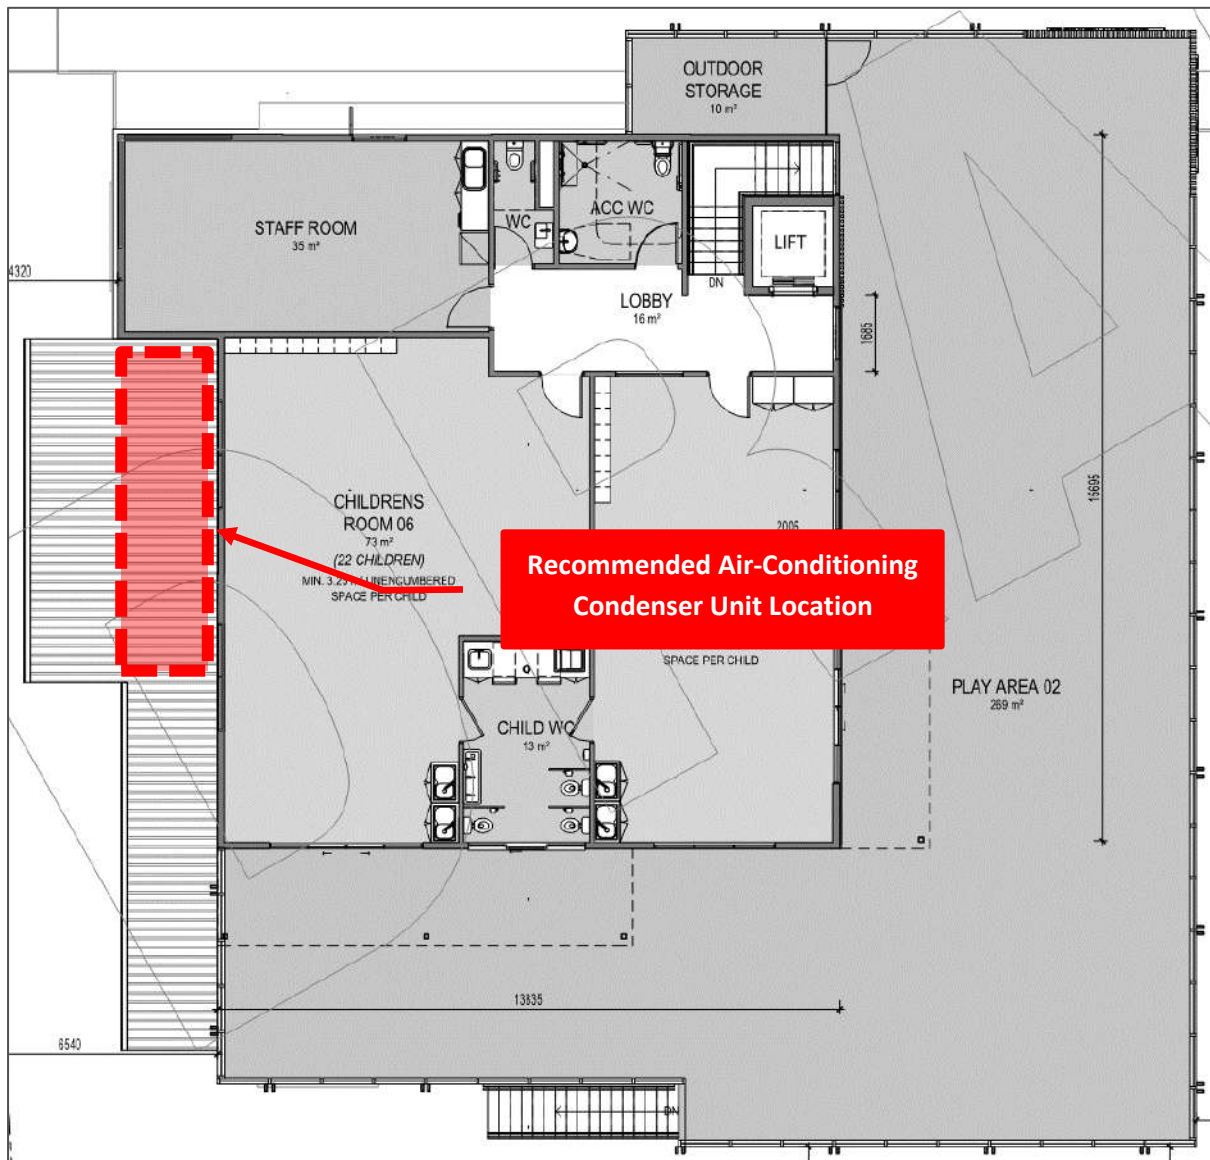 OUTDOOR
STORAGE
10 m²
STAFF ROOM
35 m²
WC
ACC WC
LIFT
DN
4320
LOBBY
16 m²
1685
CHILDRENS
ROOM 06
73 m²
(22 CHILDREN)
UNENCUMBERED
SPACE PER CHILD
15695
Recommended Air-Conditioning
Condenser Unit Location
SPACE PER CHILD
PLAY AREA 02
269 m²
CHILD WC
13 m²
13835
6540
DN